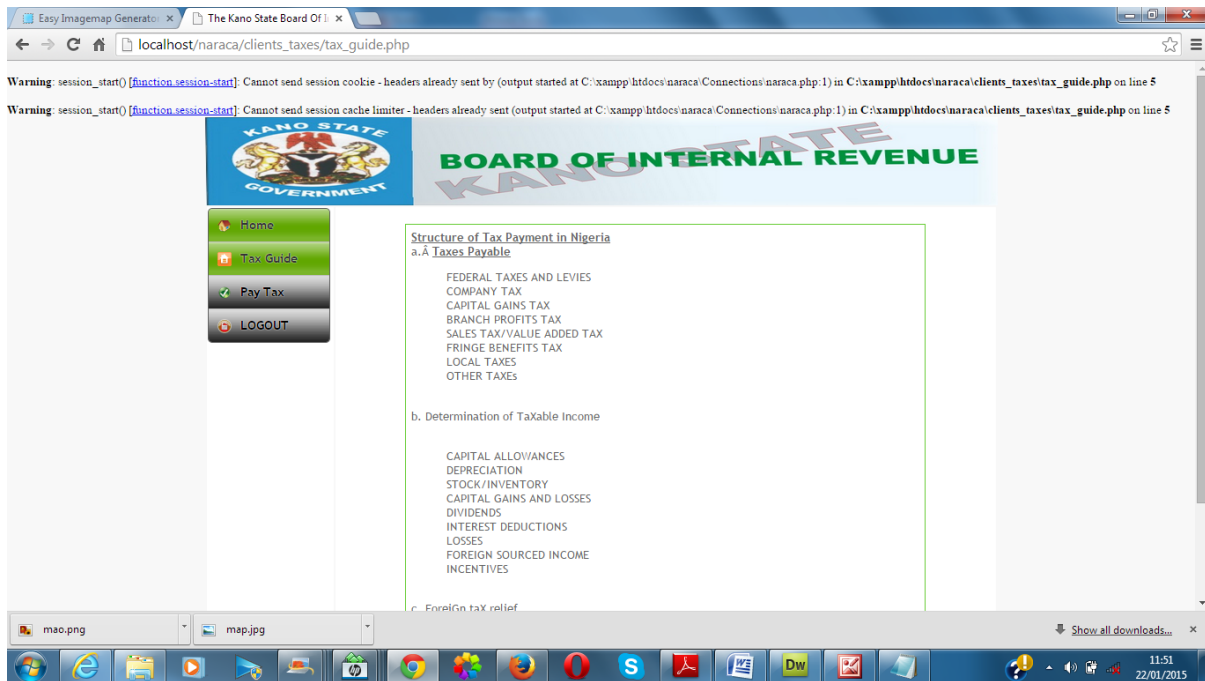 Easy Imagemap Generator
The Kano State Board Of I
localhost/naraca/clients_taxes/tax_guide.php
Warning: session_start() [function.session-start]: Cannot send session cookie - headers already sent by (output started at C:\xampp\htdocs\naraca\Connections\naraca.php:1) in C:\xampp\htdocs\naraca\clients_taxes\tax_guide.php on line 5
Warning: session_start() [function.session-start]: Cannot send session cache limiter - headers already sent (output started at C:\xampp\htdocs\naraca\Connections\naraca.php:1) in C:\xampp\htdocs\naraca\clients_taxes\tax_guide.php on line 5
KANO STATE
GOVERNMENT
BOARD OF INTERNAL REVENUE
KANO STATE
Home
Tax Guide
Pay Tax
LOGOUT
Structure of Tax Payment in Nigeria
a.Â Taxes Payable
FEDERAL TAXES AND LEVIES
COMPANY TAX
CAPITAL GAINS TAX
BRANCH PROFITS TAX
SALES TAX/VALUE ADDED TAX
FRINGE BENEFITS TAX
LOCAL TAXES
OTHER TAXEs
b. Determination of TaXable Income
CAPITAL ALLOWANCES
DEPRECIATION
STOCK/INVENTORY
CAPITAL GAINS AND LOSSES
DIVIDENDS
INTEREST DEDUCTIONS
LOSSES
FOREIGN SOURCED INCOME
INCENTIVES
c. ForeiGn taX relief
mao.png
map.jpg
Show all downloads...
Dw
11:51
22/01/2015